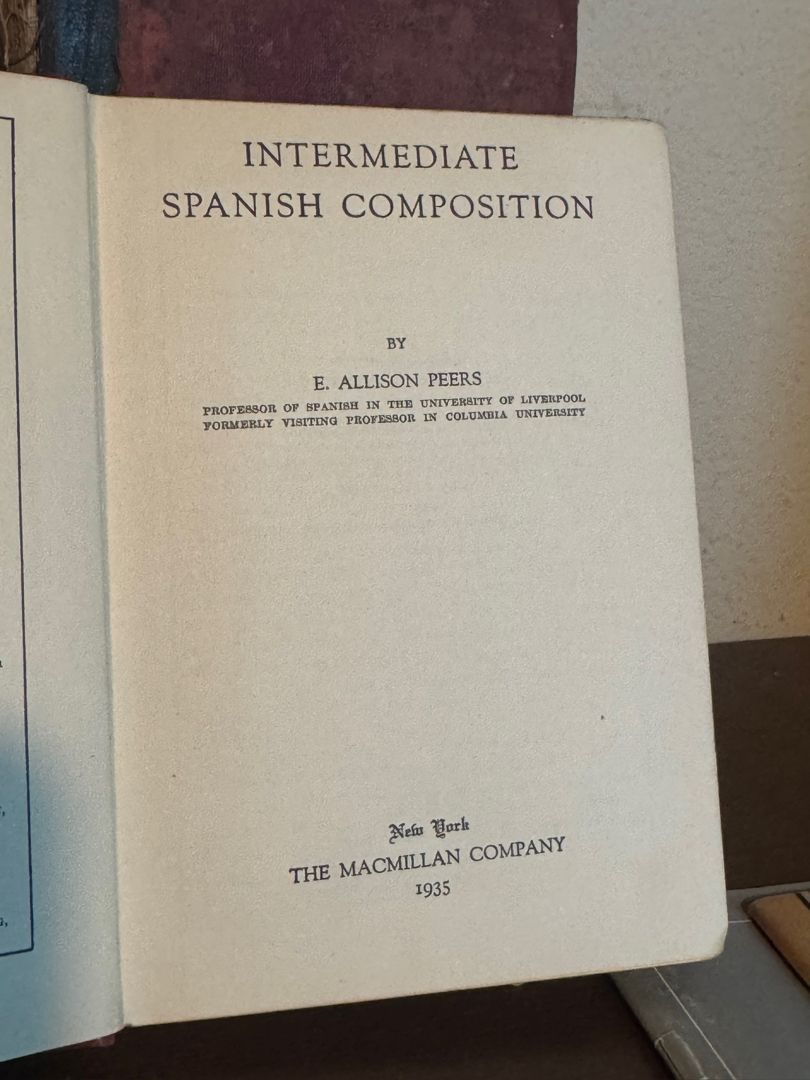 INTERMEDIATE
SPANISH COMPOSITION
BY
E. ALLISON PEERS
PROFESSOR OF SPANISH IN THE UNIVERSITY OF LIVERPOOL
FORMERLY VISITING PROFESSOR IN COLUMBIA UNIVERSITY
New York
THE MACMILLAN COMPANY
1935